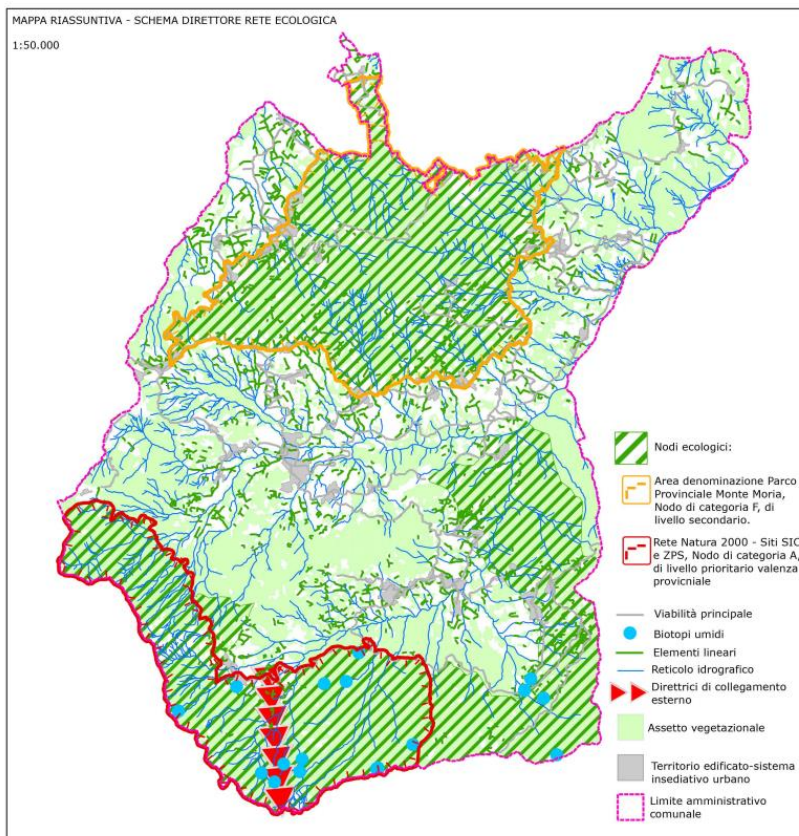 MAPPA RIASSUNTIVA - SCHEMA DIRETTORE RETE ECOLOGICA
1:50.000
Nodi ecologici:
Area denominazione Parco
Provinciale Monte Moria,
Nodo di categoria F, di
livello secondario.
Rete Natura 2000 - Siti SIC
e ZPS, Nodo di categoria A,
di livello prioritario valenza
provicniale
Viabilità principale
Biotopi umidi
Elementi lineari
Reticolo idrografico
Direttrici di collegamento
esterno
Assetto vegetazionale
Territorio edificato-sistema
insediativo urbano
Limite amministrativo
comunale